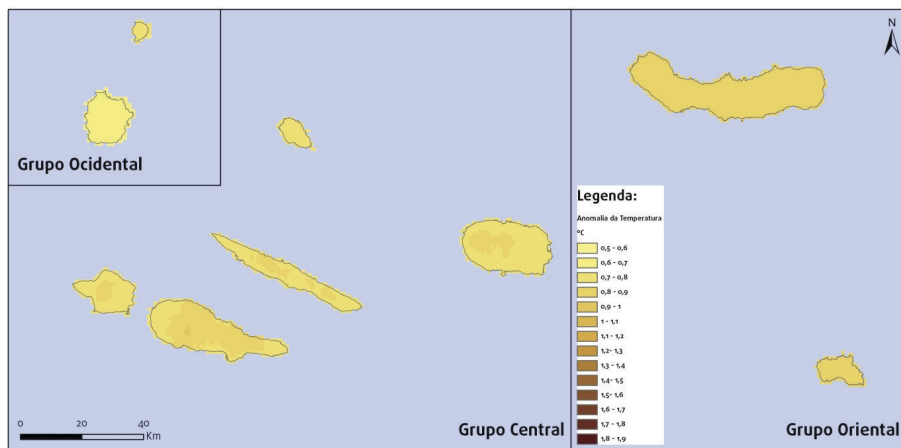 N
Grupo Ocidental
Legenda:
Anomalia da Temperatura
ºC
0,5 - 0,6
0,6 - 0,7
0,7 - 0,8
0,8 - 0,9
0,9 - 1
1 - 1,1
1,1 - 1,2
1,2- 1,3
1,3 - 1,4
1,4- 1,5
1,5- 1,6
1,6 - 1,7
1,7 - 1,8
1,8 - 1,9
0 20 40
Km
Grupo Central
Grupo Oriental